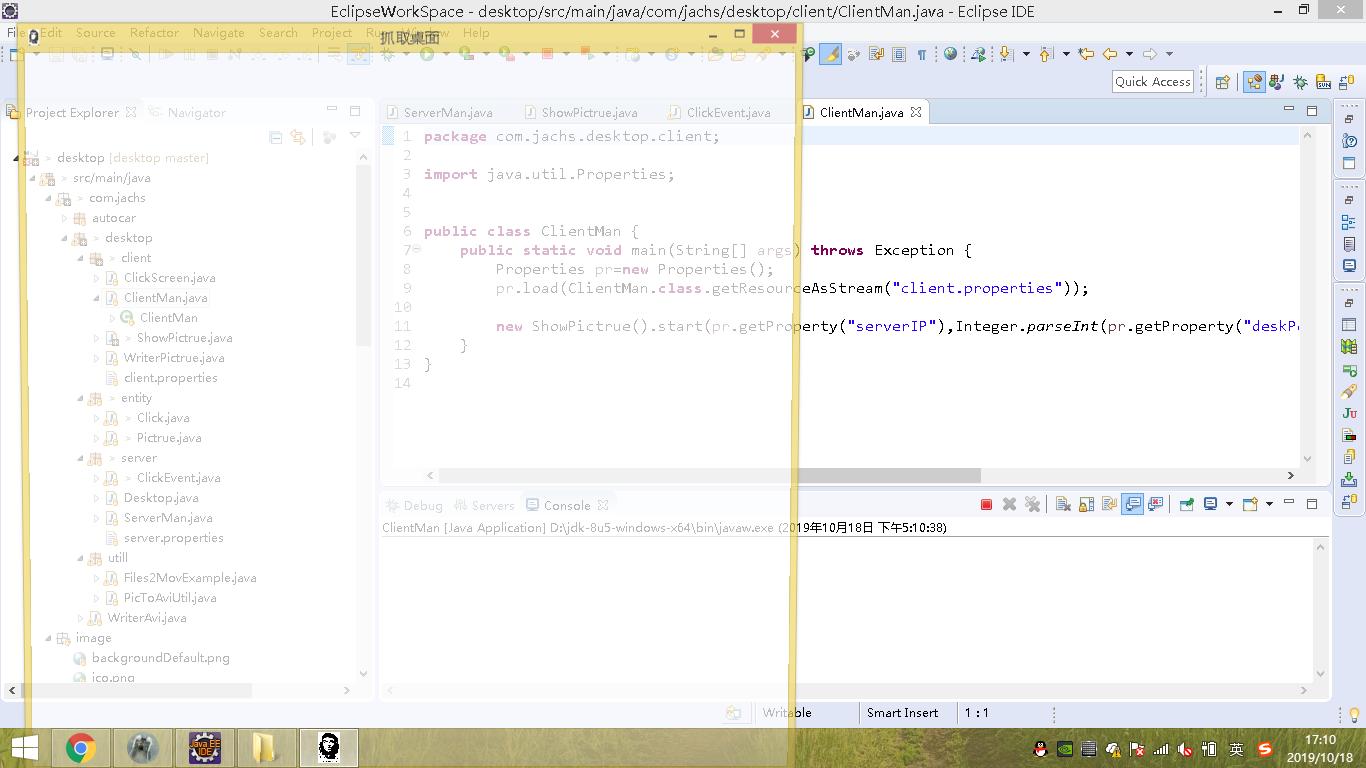 EclipseWorkSpace - desktop/src/main/java/com/jachs/desktop/client/ClientMan.java - Eclipse IDE
抓取桌面
File Edit Source Refactor Navigate Search Project Help
Quick Access
Project Explorer Navigator
ServerMan.java ShowPictrue.java ClickEvent.java ClientMan.java
desktop [desktop master]
src/main/java
com.jachs
autocar
desktop
client
ClickScreen.java
ClientMan.java
ClientMan
ShowPictrue.java
WriterPictrue.java
client.properties
entity
Click.java
Pictrue.java
server
ClickEvent.java
Desktop.java
ServerMan.java
server.properties
utill
Files2MovExample.java
PicToAviUtil.java
WriterAvi.java
image
backgroundDefault.png
ico.png
1 package com.jachs.desktop.client;
2
3 import java.util.Properties;
4
5
6 public class ClientMan {
7 public static void main(String[] args) throws Exception {
8 Properties pr=new Properties();
9 pr.load(ClientMan.class.getResourceAsStream("client.properties"));
10
11 new ShowPictrue().start(pr.getProperty("serverIP"),Integer.parseInt(pr.getProperty("deskP
12 }
13 }
14
Debug Servers Console
ClientMan [Java Application] D:\jdk-8u5-windows-x64\bin\javaw.exe (2019年10月18日 下午5:10:38)
Writable Smart Insert 1 : 1
Java EE
IDE
英
17:10
2019/10/18